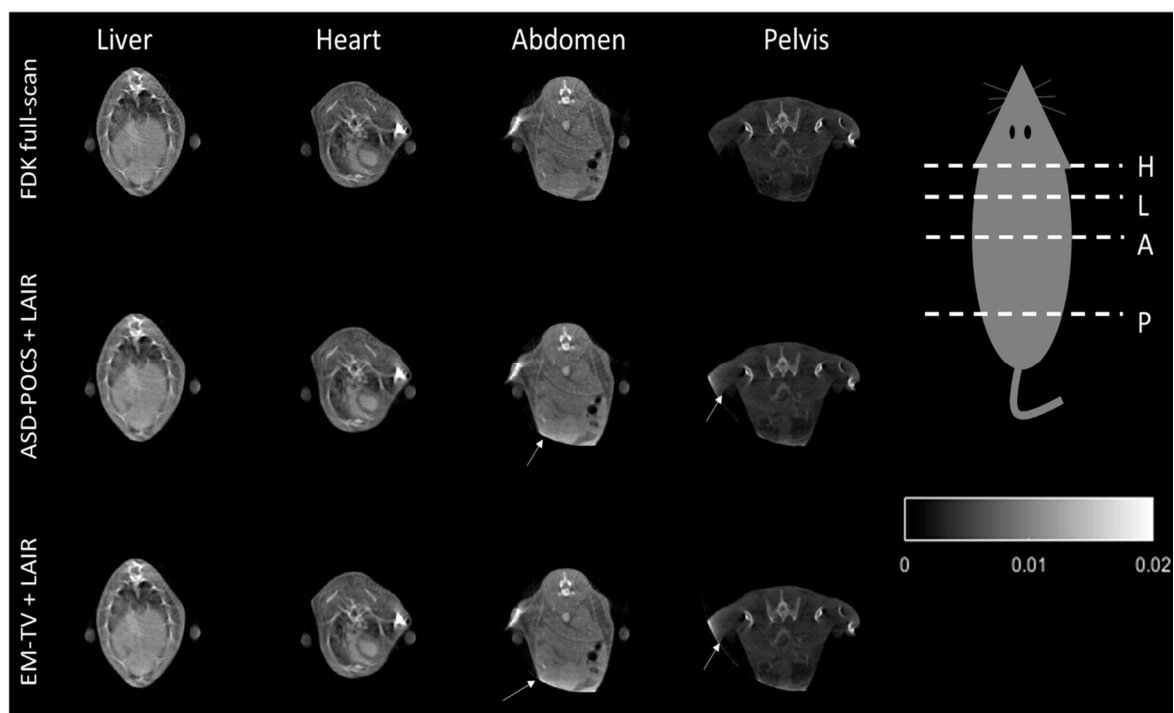 Liver Heart Abdomen Pelvis
FDK full-scan
H
L
A
P
ASD-POCS + LAIR
0 0.01 0.02
EM-TV + LAIR